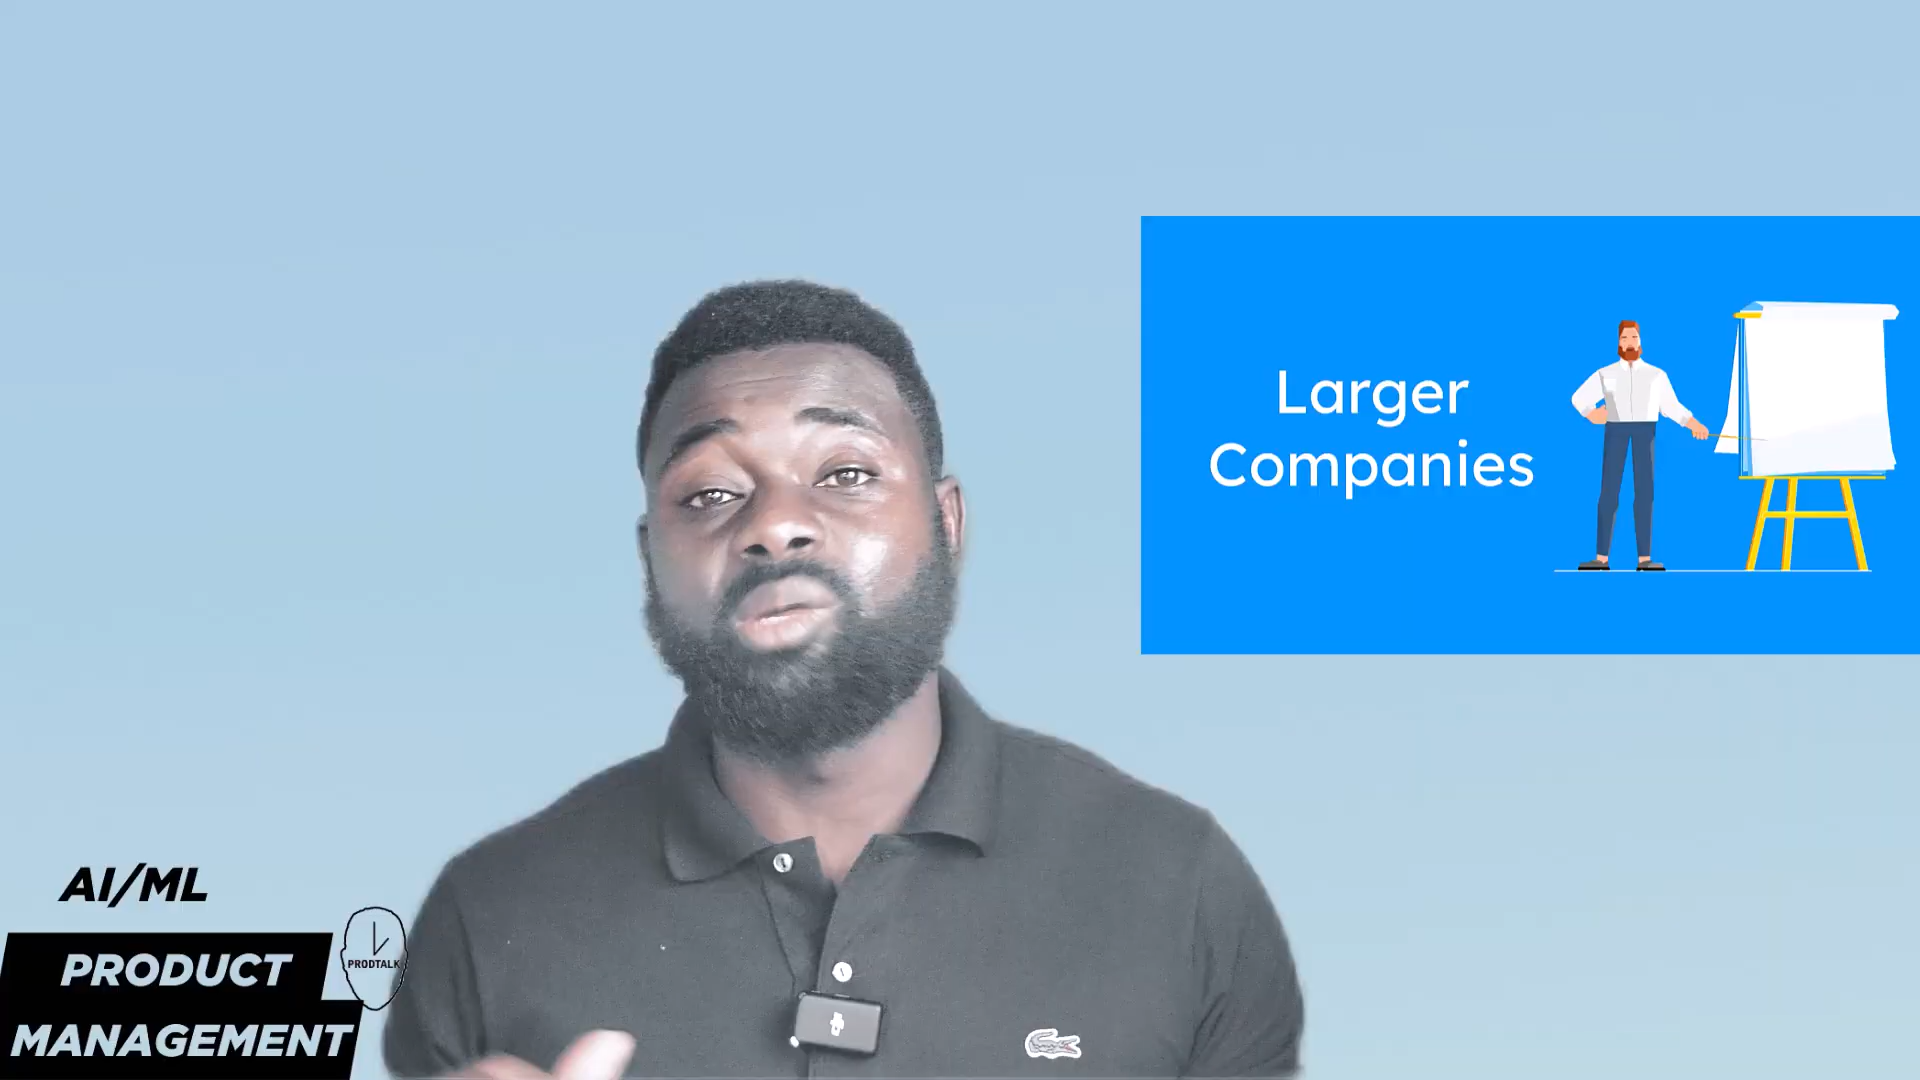 Larger
Companies
AI/ML
PRODUCT
PRODTALK
MANAGEMENT